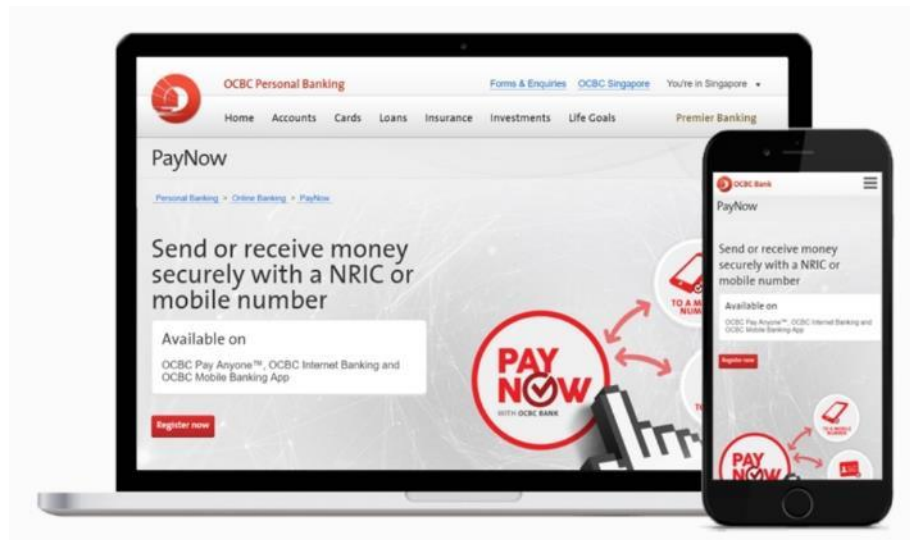 OCBC Personal Banking
Forms & Enquiries OCBC Singapore You're in Singapore
Home Accounts Cards Loans Insurance Investments Life Goals Premier Banking
PayNow
Personal Banking > Online Banking > PayNow
Send or receive money
securely with a NRIC or
mobile number
Available on
OCBC Pay Anyone™, OCBC Internet Banking and
OCBC Mobile Banking App
Register now
PAY
NOW
WITH OCBC BANK
TO A M
NUM
TO
OCBC Bank
PayNow
Send or receive money
securely with a NRIC or
mobile number
Available on
OCBC Pay Anyone™, OCBC Internet Banking and
OCBC Mobile Banking App
Register now
TO A MOBILE
NUMBER
PAY
NOW